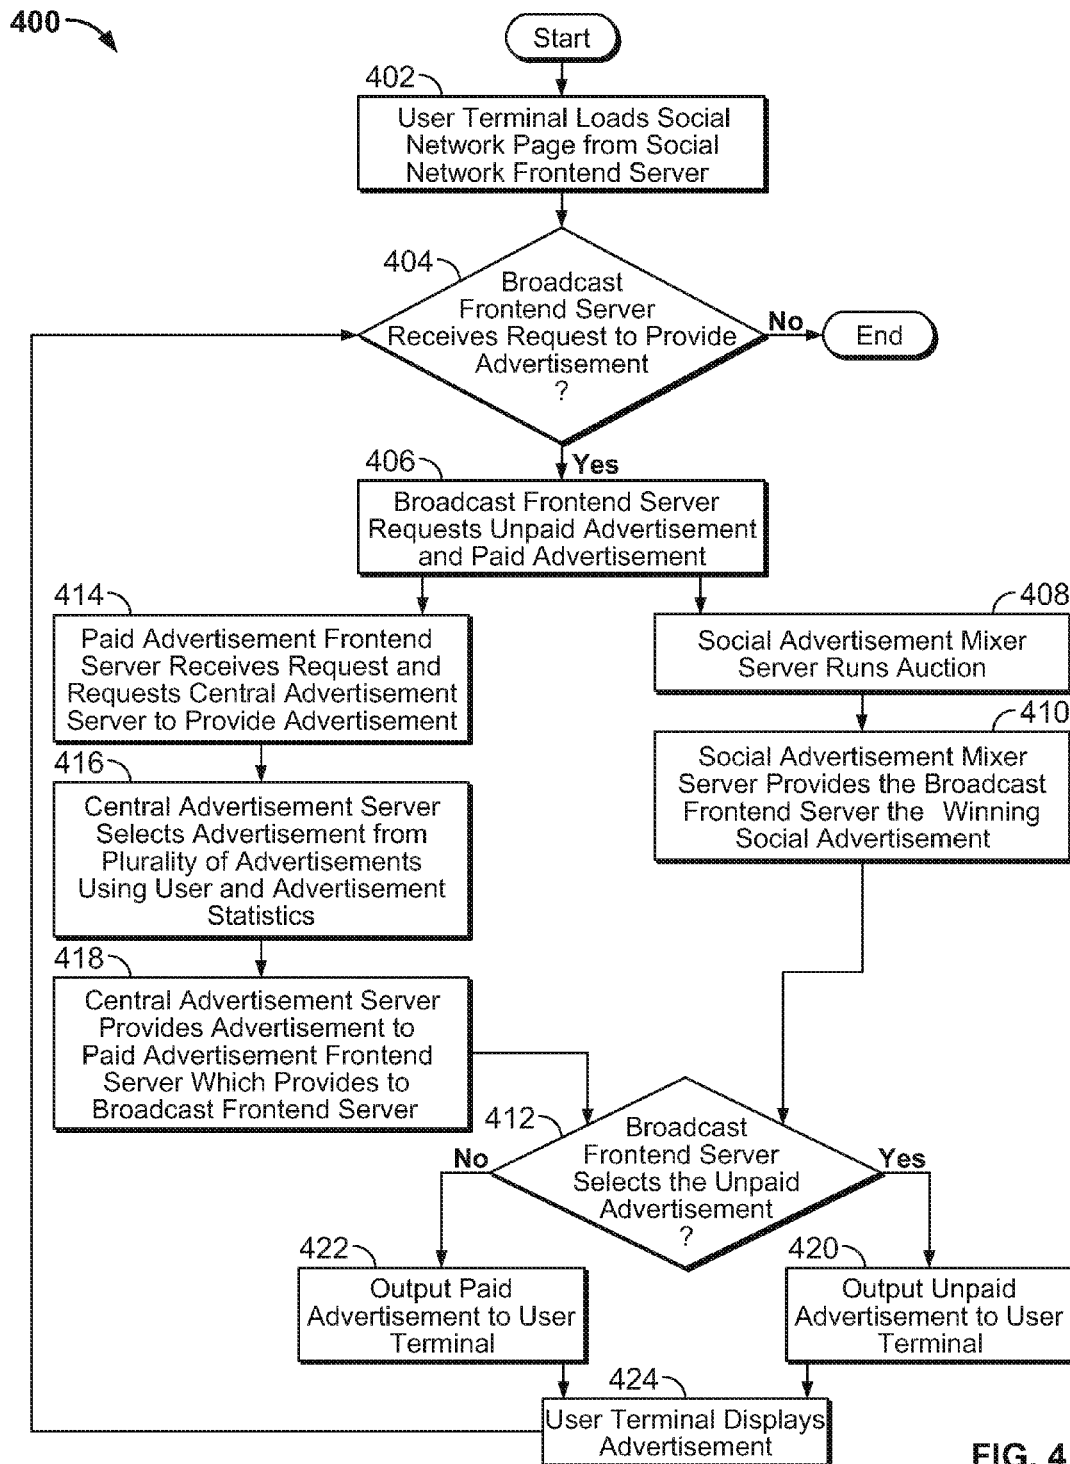 400
Start
402
User Terminal Loads Social
Network Page from Social
Network Frontend Server
404
Broadcast
Frontend Server
Receives Request to Provide
Advertisement
?
No
End
Yes
406
Broadcast Frontend Server
Requests Unpaid Advertisement
and Paid Advertisement
414
Paid Advertisement Frontend
Server Receives Request and
Requests Central Advertisement
Server to Provide Advertisement
408
Social Advertisement Mixer
Server Runs Auction
410
Social Advertisement Mixer
Server Provides the Broadcast
Frontend Server the Winning
Social Advertisement
416
Central Advertisement Server
Selects Advertisement from
Plurality of Advertisements
Using User and Advertisement
Statistics
418
Central Advertisement Server
Provides Advertisement to
Paid Advertisement Frontend
Server Which Provides to
Broadcast Frontend Server
412
Broadcast
Frontend Server
Selects the Unpaid
Advertisement
?
No
Yes
422
Output Paid
Advertisement to User
Terminal
420
Output Unpaid
Advertisement to User
Terminal
424
User Terminal Displays
Advertisement
FIG. 4